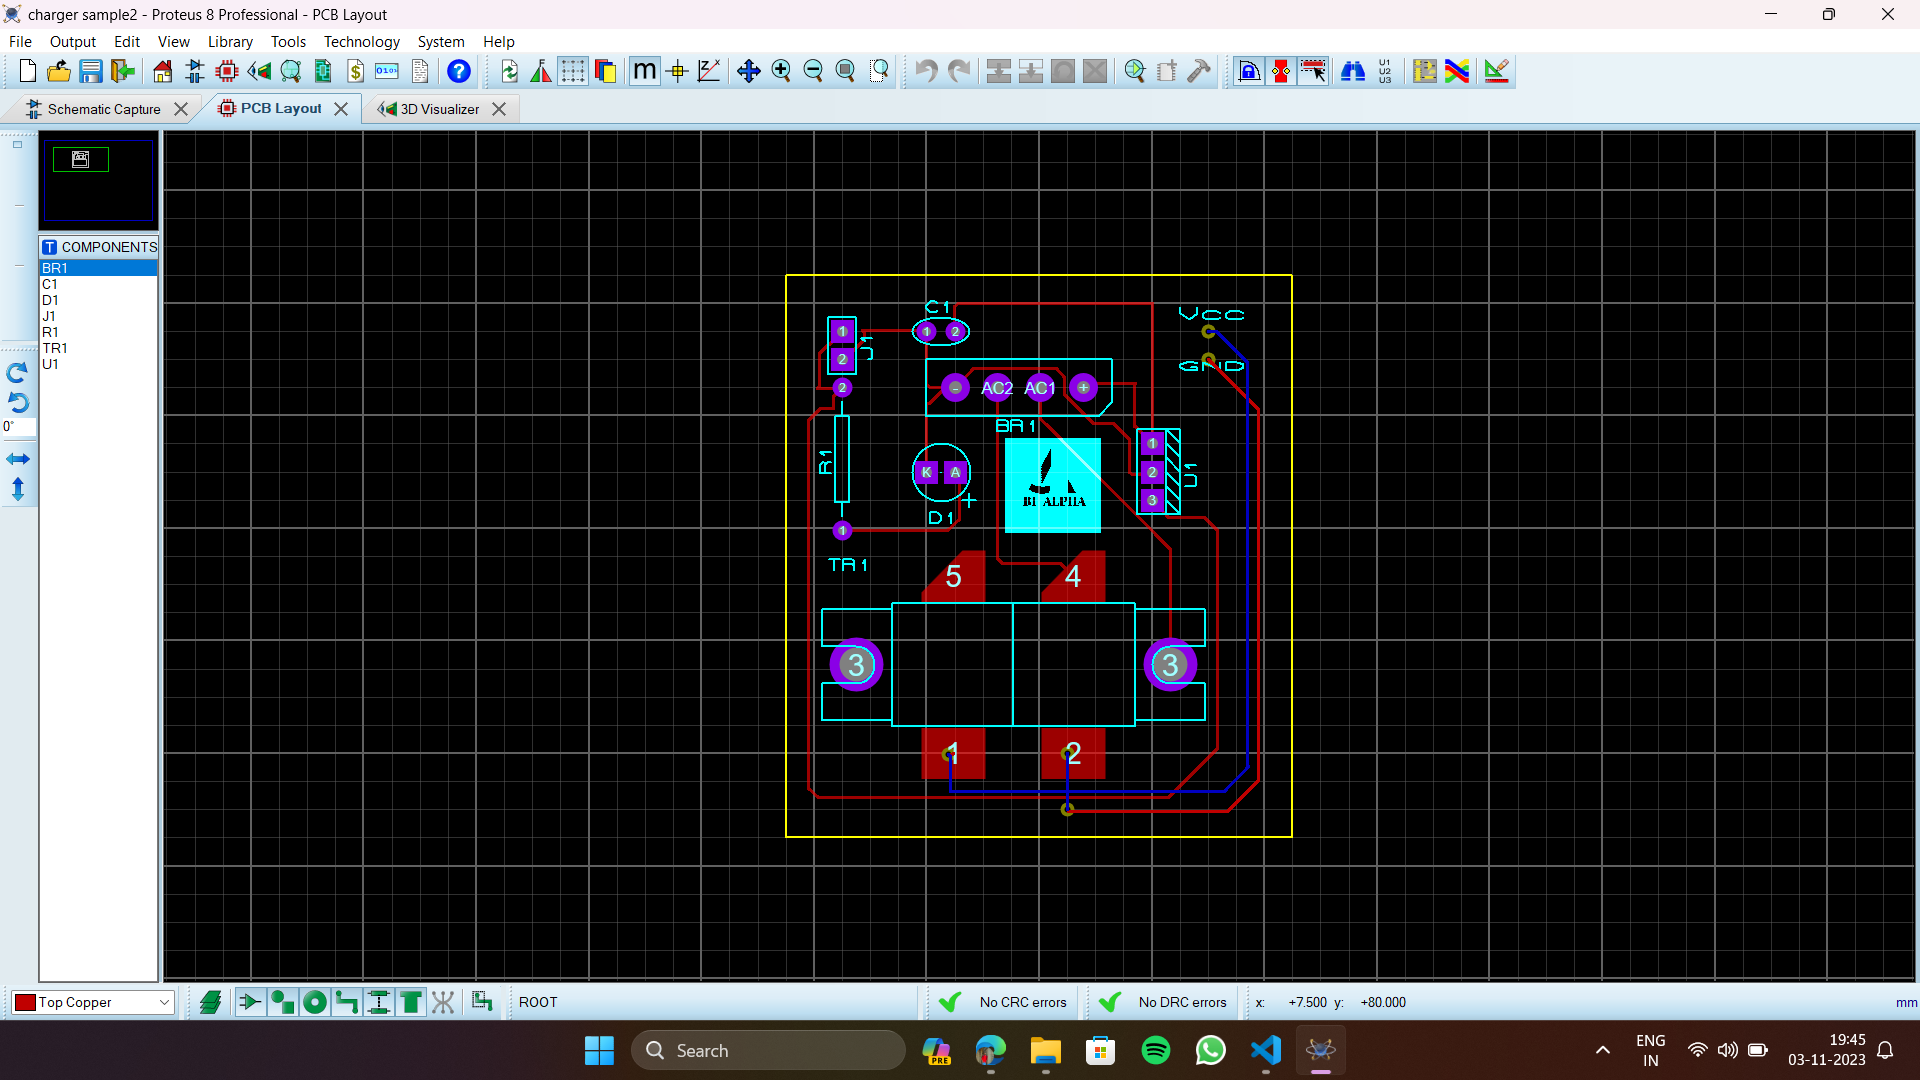 charger sample2 - Proteus 8 Professional - PCB Layout
File Output Edit View Library Tools Technology System Help
Schematic Capture PCB Layout 3D Visualizer
COMPONENTS
BR1
C1
D1
J1
R1
TR1
U1
0°
C1
VCC
1
2
J1
1 2
GND
2
- AC2 AC1 +
BR1
R1
K A
D1
1
2
3
U1
BI ALPHA
1
TR1
5 4
3 3
1 2
Top Copper ROOT No CRC errors No DRC errors x: +7.500 y: +80.000 mm
Search
PRE
ENG
IN
19:45
03-11-2023